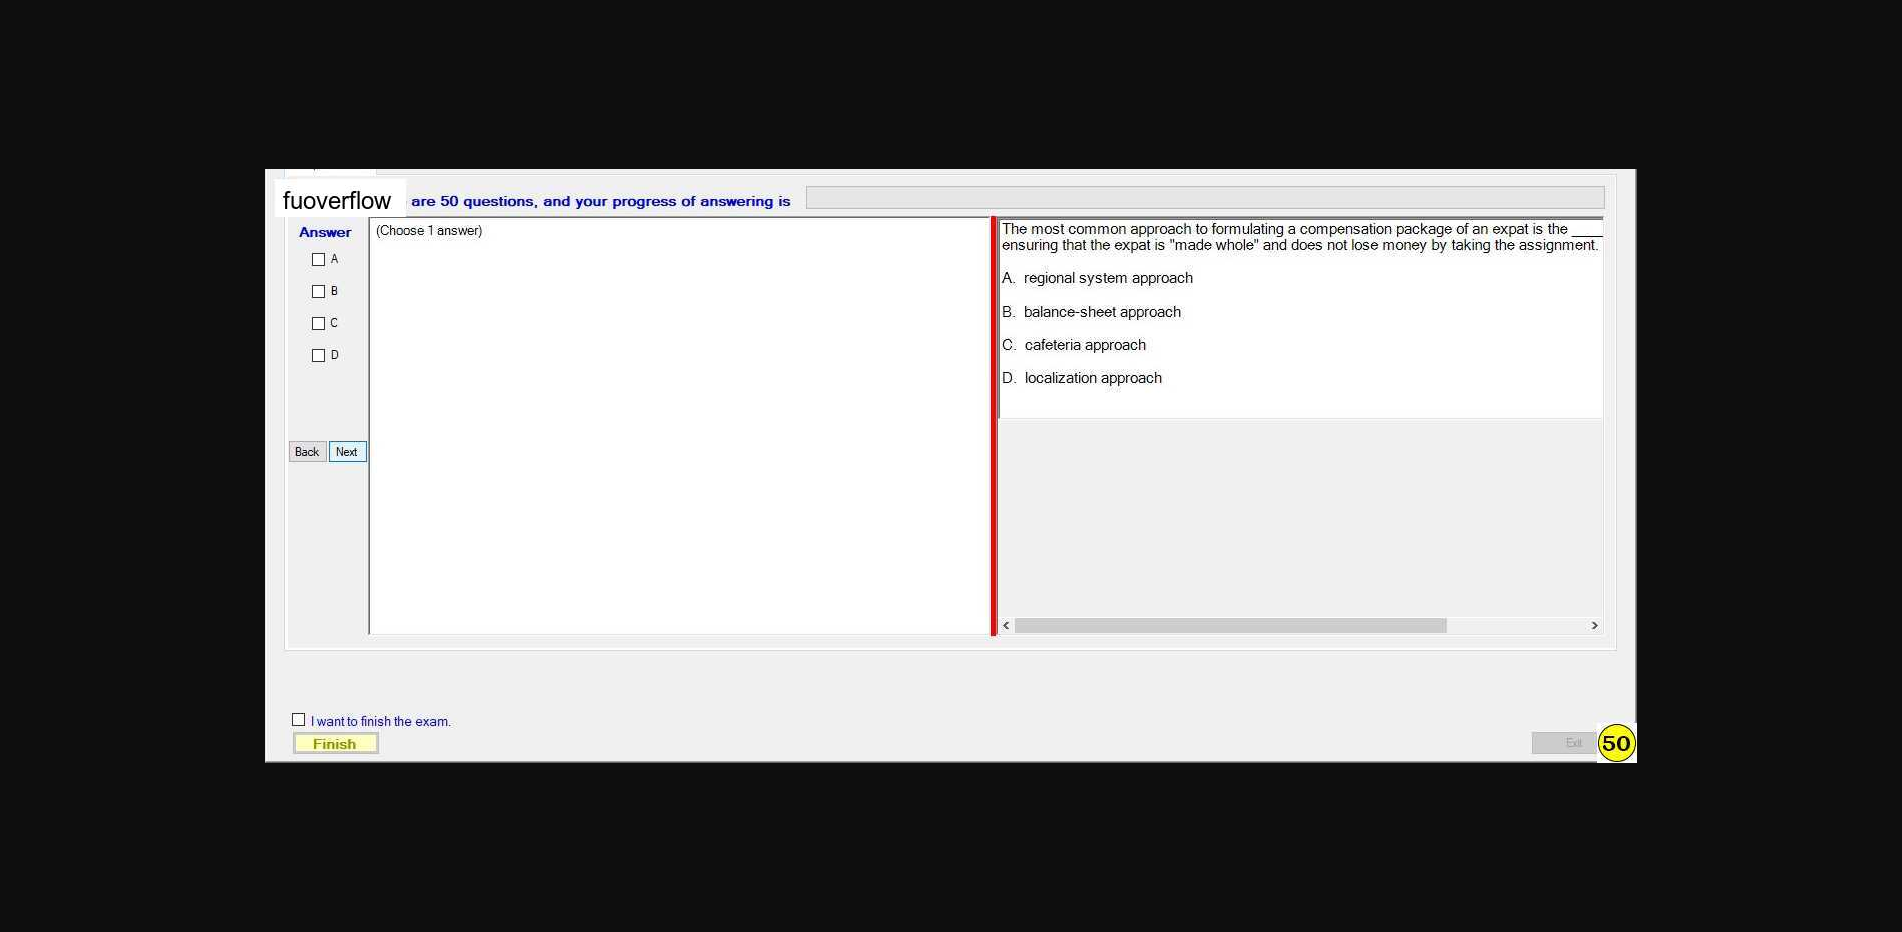 fuoverflow are 50 questions, and your progress of answering is
Answer
A
B
C
D
Back Next
(Choose 1 answer)
The most common approach to formulating a compensation package of an expat is the ____
ensuring that the expat is "made whole" and does not lose money by taking the assignment.
A. regional system approach
B. balance-sheet approach
C. cafeteria approach
D. localization approach
I want to finish the exam.
Finish
Exit
50